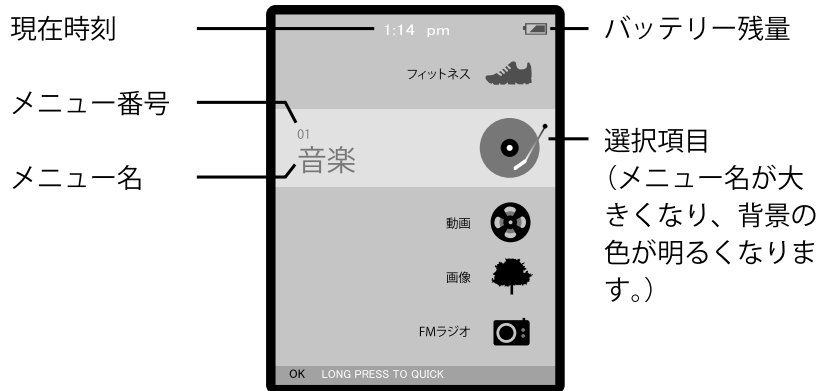 現在時刻
メニュー番号
メニュー名
1:14 pm
フィットネス
01
音楽
動画
画像
FMラジオ
OK LONG PRESS TO QUICK
バッテリー残量
選択項目
（メニュー名が大
きくなり、背景の
色が明るくなりま
す。）